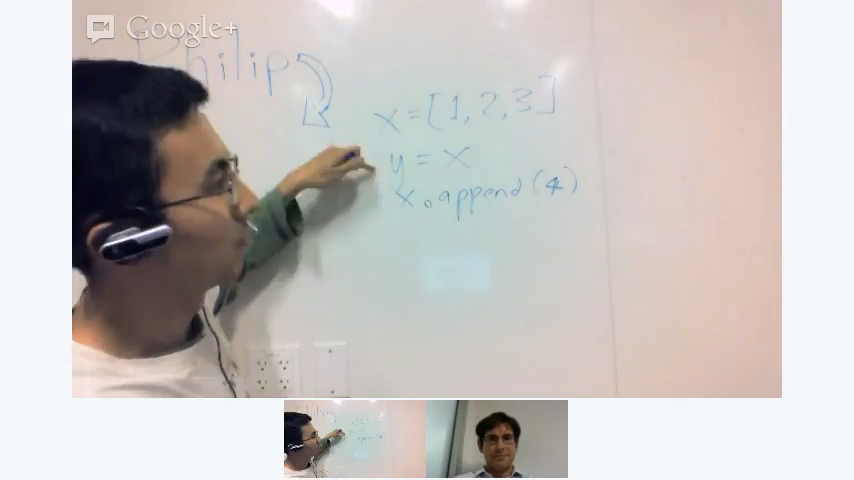 Google+
Philip
x = [1, 2, 3]
y = x
x.append(4)